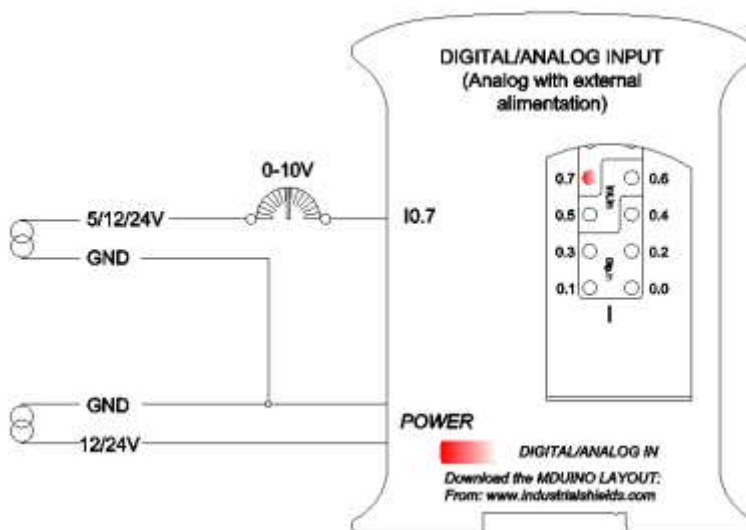 DIGITAL/ANALOG INPUT
(Analog with external
alimentation)
0-10V
5/12/24V
I0.7
GND
0.7
0.6
0.5
0.4
0.3
0.2
0.1
0.0
I
GND
12/24V
POWER
DIGITAL/ANALOG IN
Download the MDUINO LAYOUT:
From: www.industrialshields.com